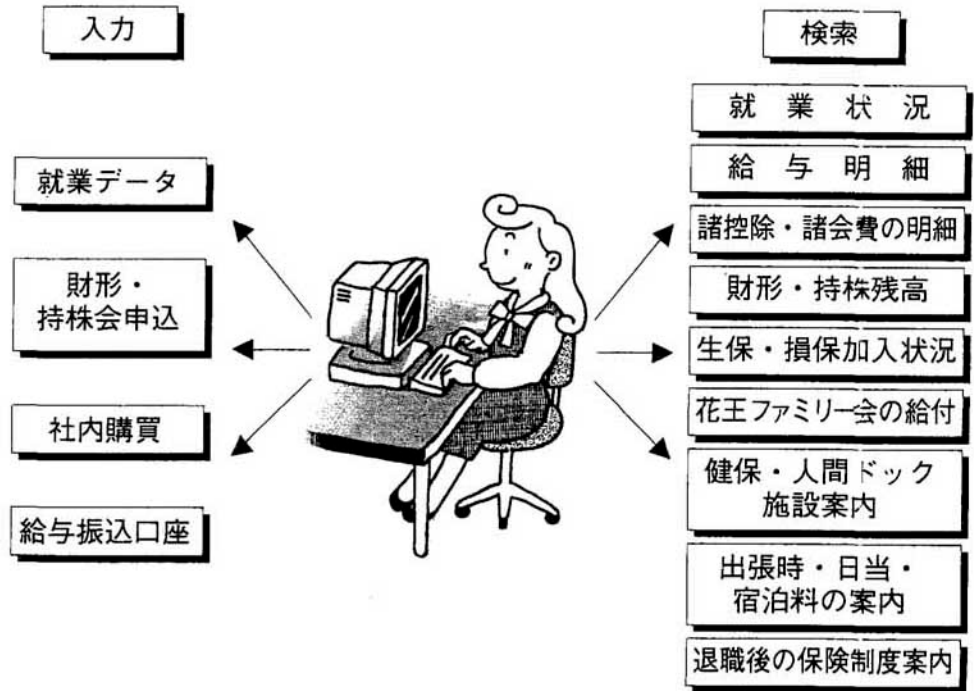 入力
就業データ
財形・
持株会申込
社内購買
給与振込口座
検索
就業状況
給与明細
諸控除・諸会費の明細
財形・持株残高
生保・損保加入状況
花王ファミリー会の給付
健保・人間ドック
施設案内
出張時・日当・
宿泊料の案内
退職後の保険制度案内